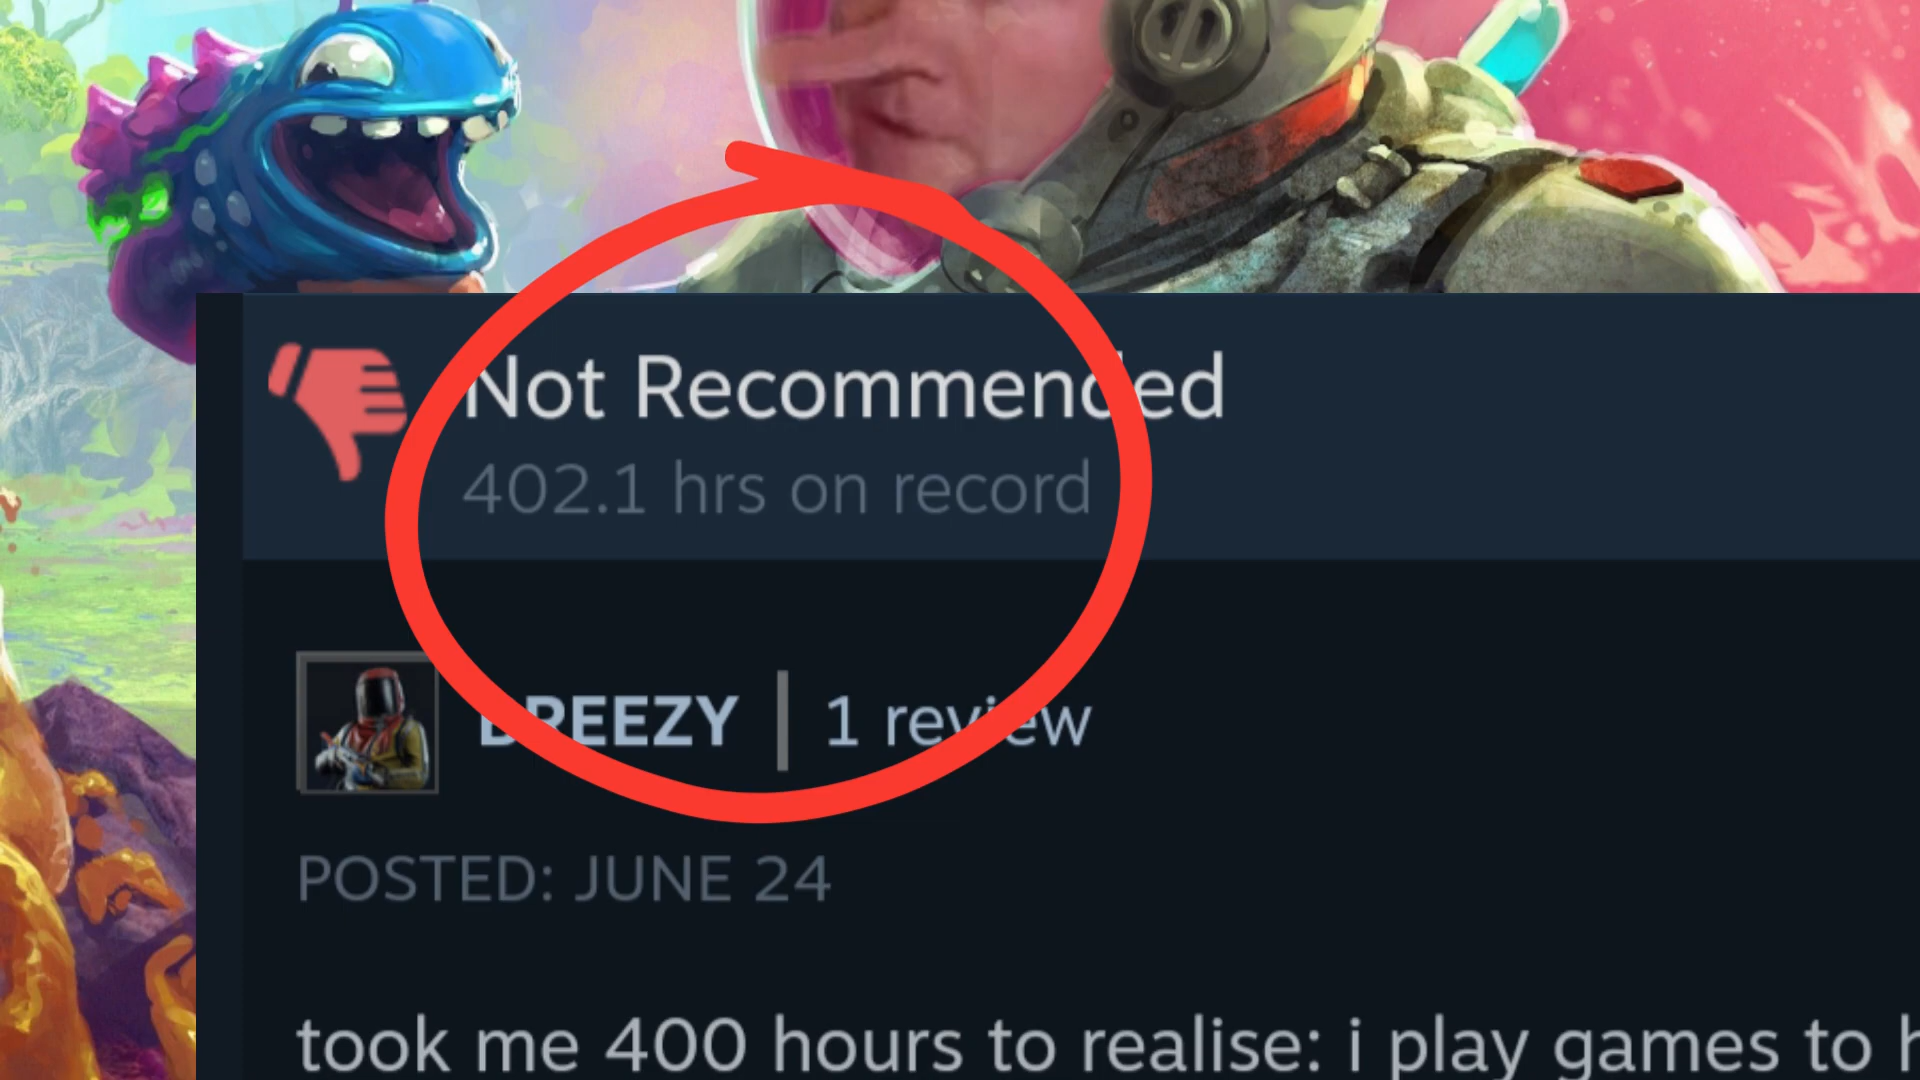 Not Recommended
402.1 hrs on record
BREEZY | 1 review
POSTED: JUNE 24
took me 400 hours to realise: i play games to h